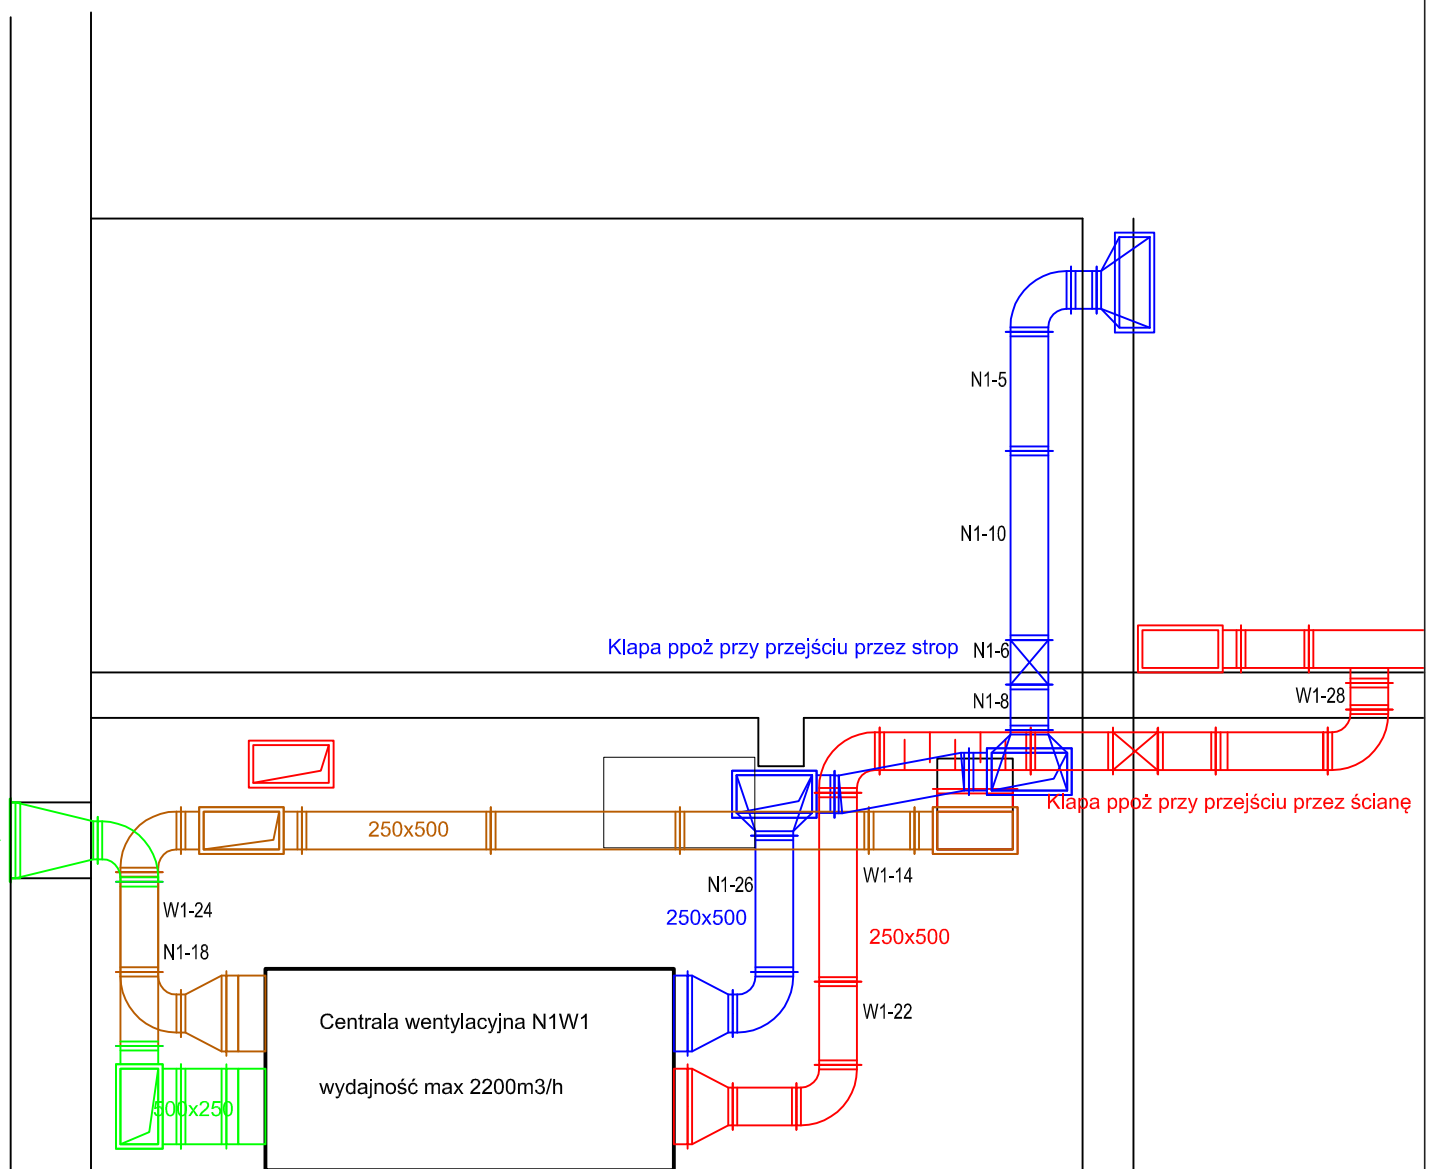 N1-5
N1-10
Klapa ppoż przy przejściu przez strop
N1-6
N1-8
W1-28
Klapa ppoż przy przejściu przez ścianę
250x500
W1-14
N1-26
W1-24
250x500
250x500
N1-18
W1-22
Centrala wentylacyjna N1W1
wydajność max 2200m3/h
500x250